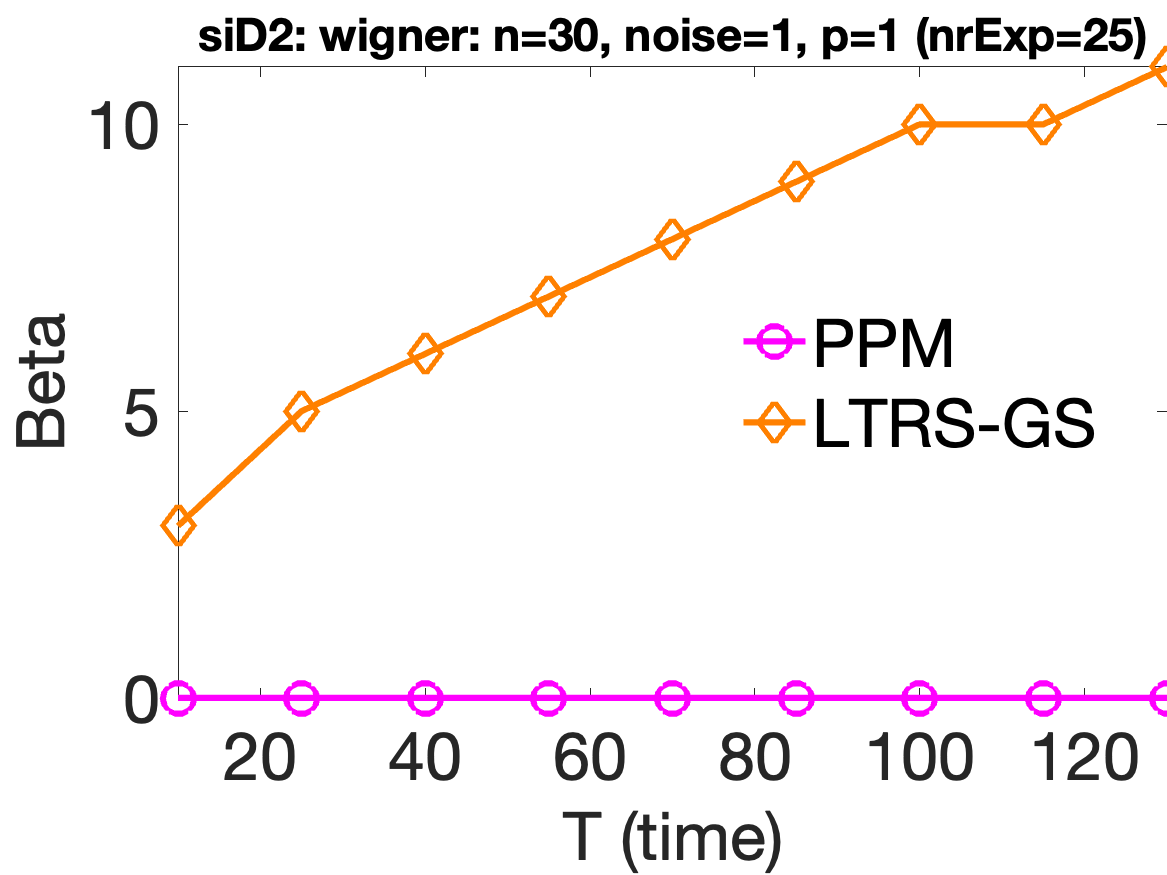 siD2: wigner: n=30, noise=1, p=1 (nrExp=25)
10
5
0
Beta
PPM
LTRS-GS
20 40 60 80 100 120
T (time)